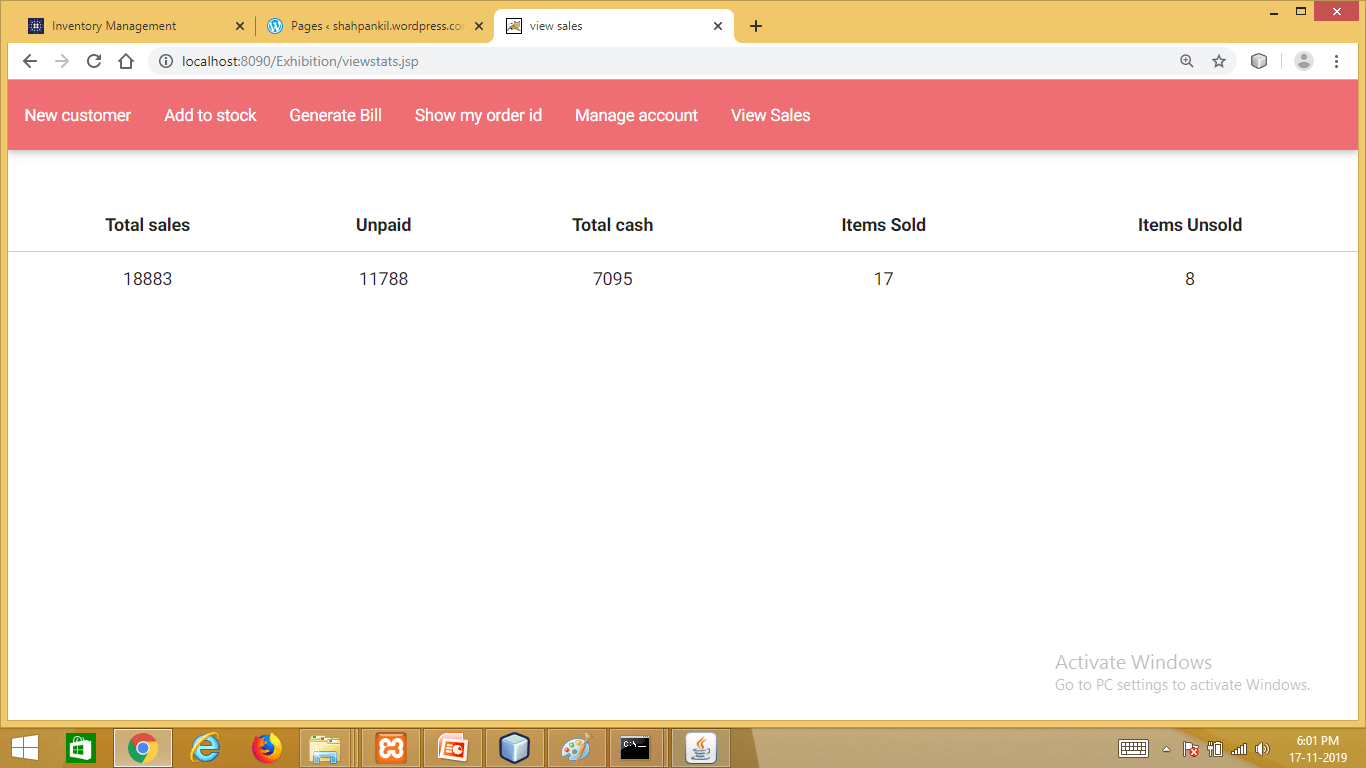 Inventory Management
Pages ‹ shahpankil.wordpress.co
view sales
localhost:8090/Exhibition/viewstats.jsp
New customer Add to stock Generate Bill Show my order id Manage account View Sales
Total sales Unpaid Total cash Items Sold Items Unsold
18883 11788 7095 17 8
Activate Windows
Go to PC settings to activate Windows.
6:01 PM
17-11-2019